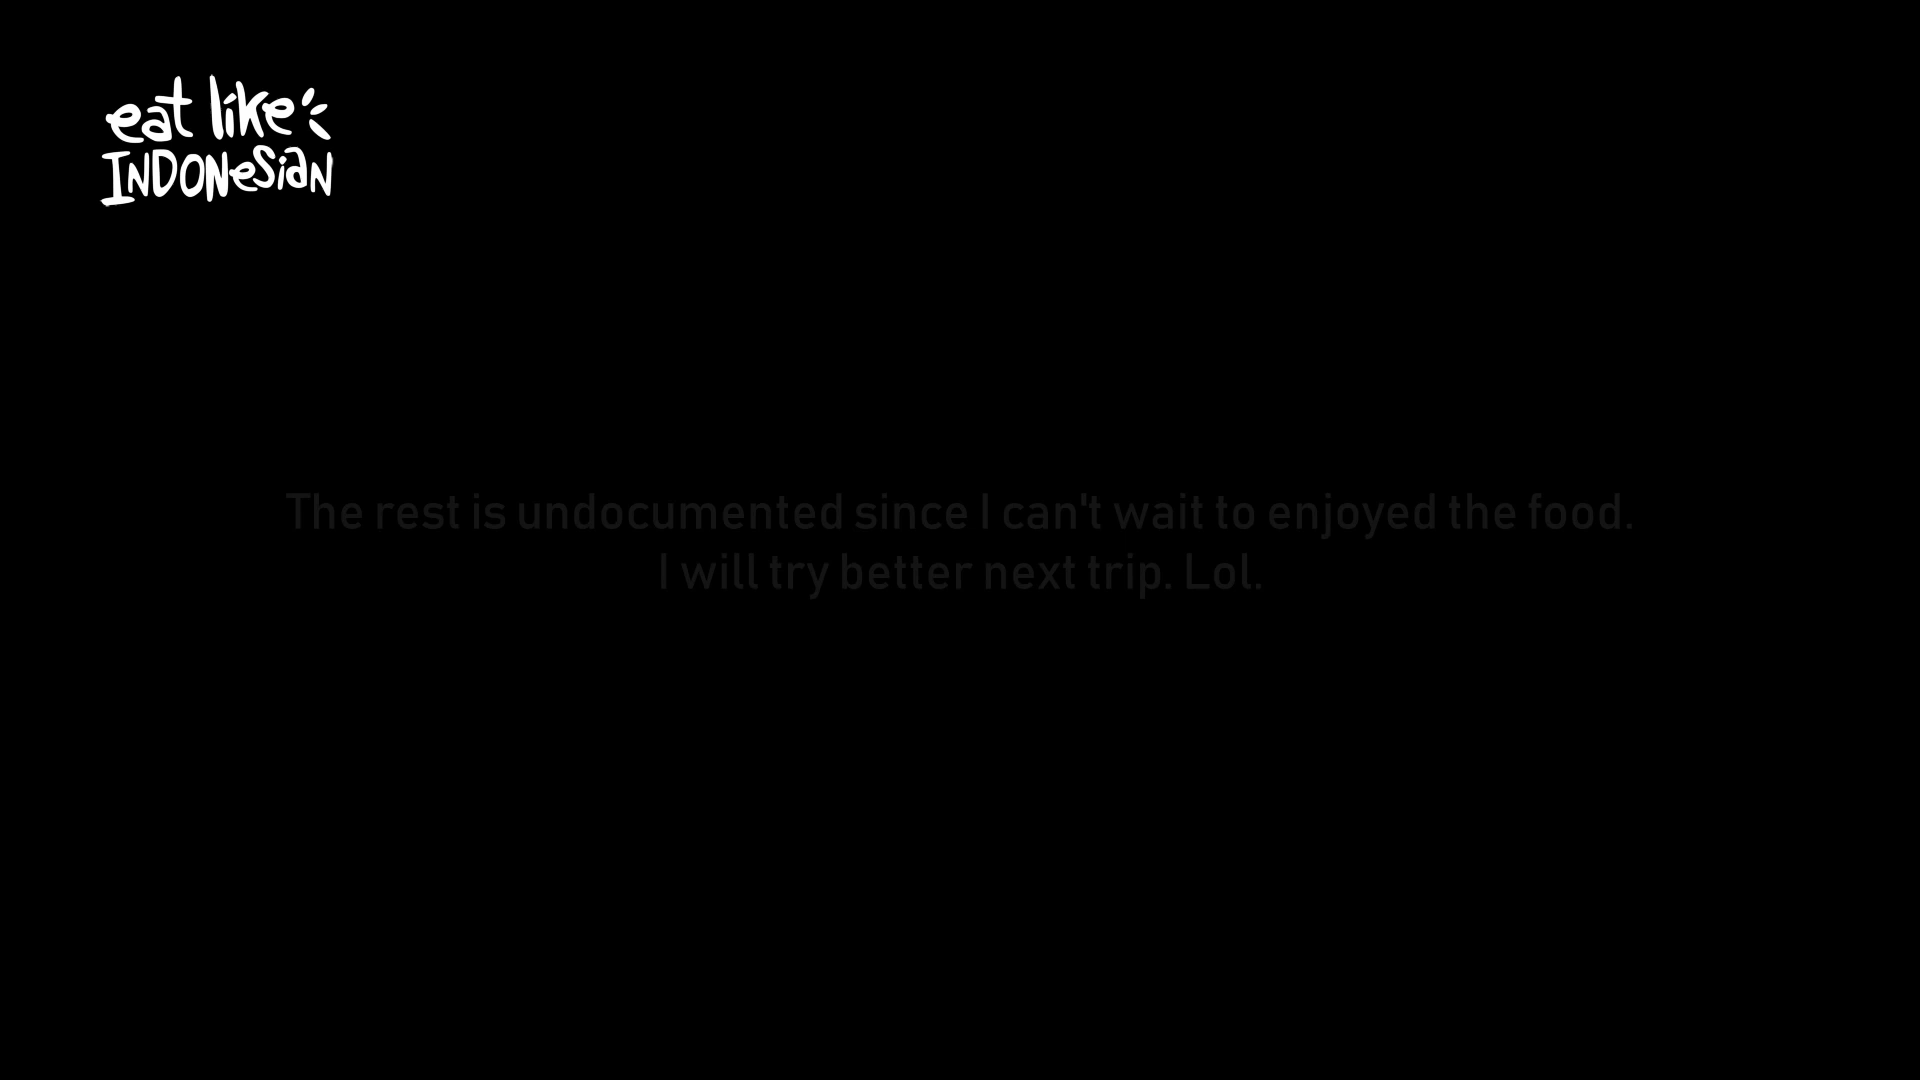 eat like
INDONesiaN
The rest is undocumented since I can't wait to enjoyed the food.
I will try better next trip. Lol.